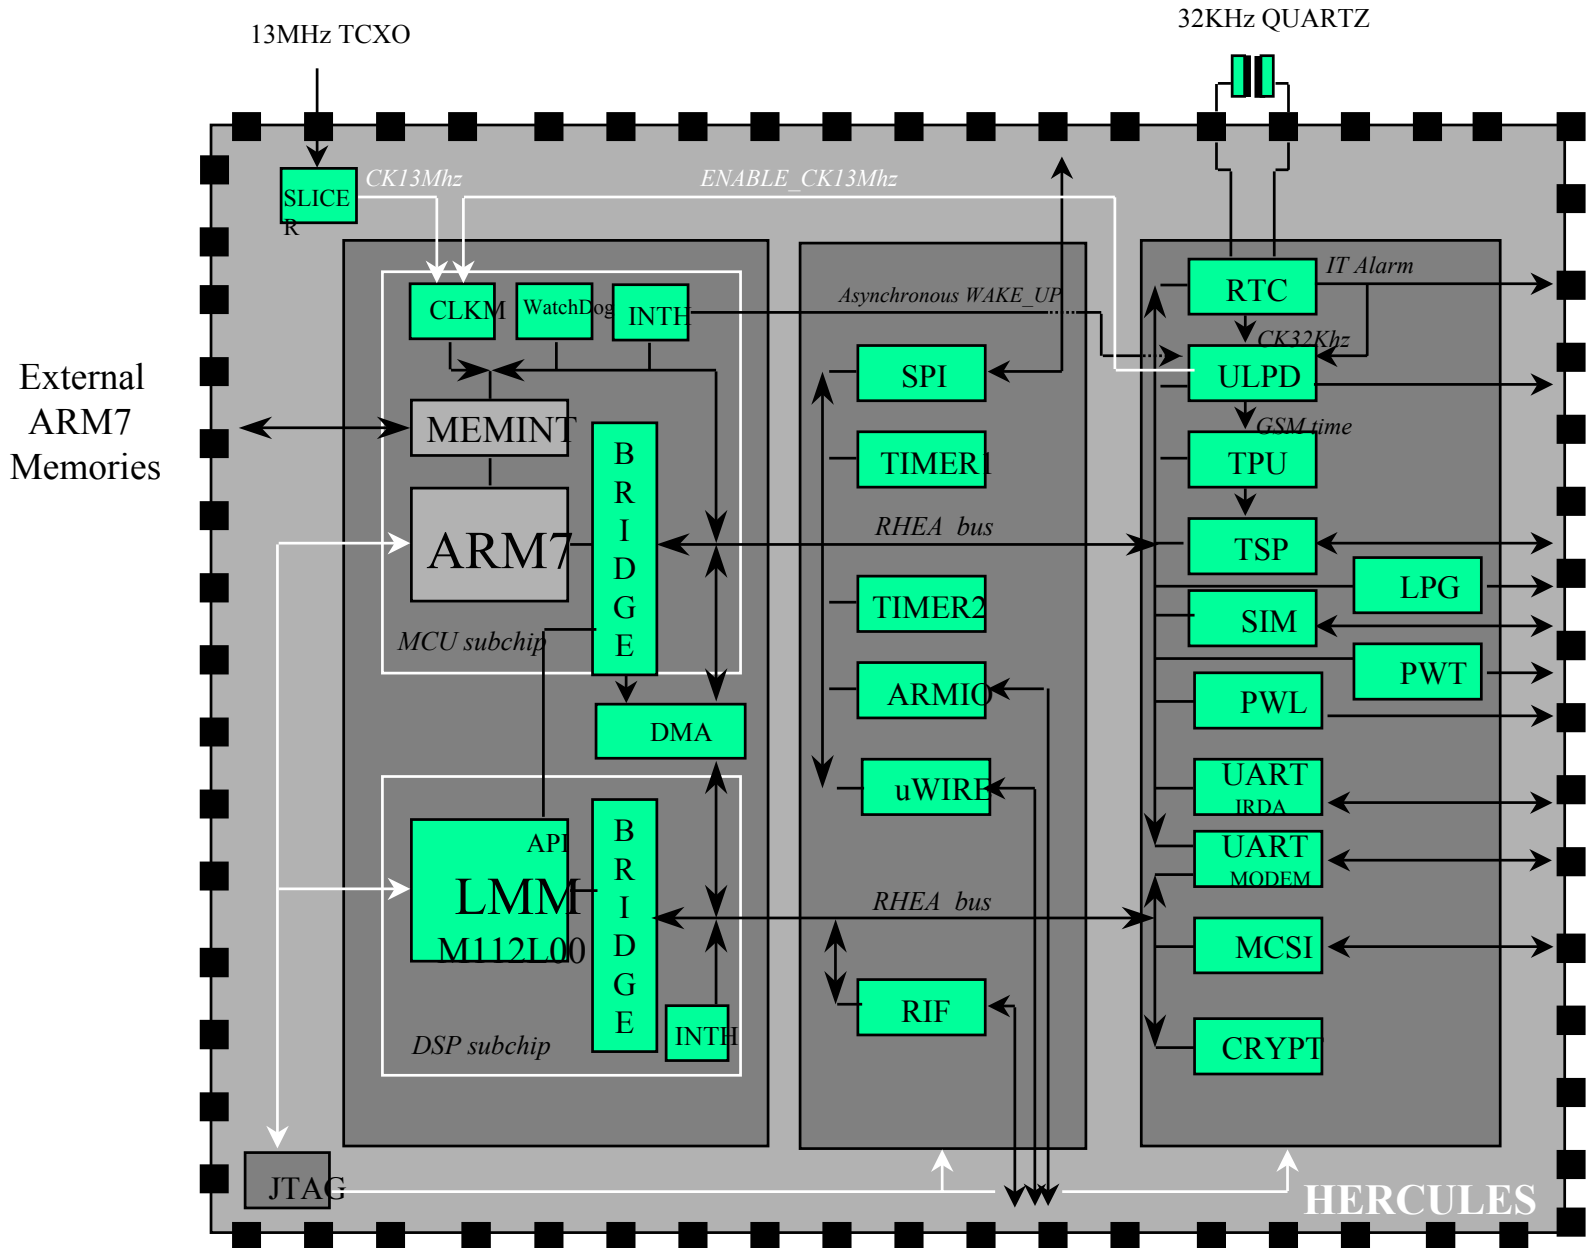 13MHz TCXO
32KHz QUARTZ
SLICE
R
CK13Mhz
ENABLE_CK13Mhz
CLKM
WatchDog
INTH
Asynchronous WAKE_UP
RTC
IT Alarm
CK32Khz
ULPD
SPI
External
ARM7
Memories
MEMINT
GSM time
TPU
TIMER1
B
R
I
D
G
E
ARM7
RHEA bus
TSP
LPG
TIMER2
SIM
MCU subchip
PWT
ARMIO
PWL
DMA
uWIRE
UART
IRDA
API
LMM
M112L00
B
R
I
D
G
E
UART
MODEM
RHEA bus
MCSI
RIF
INTH
DSP subchip
CRYPT
JTAG
HERCULES